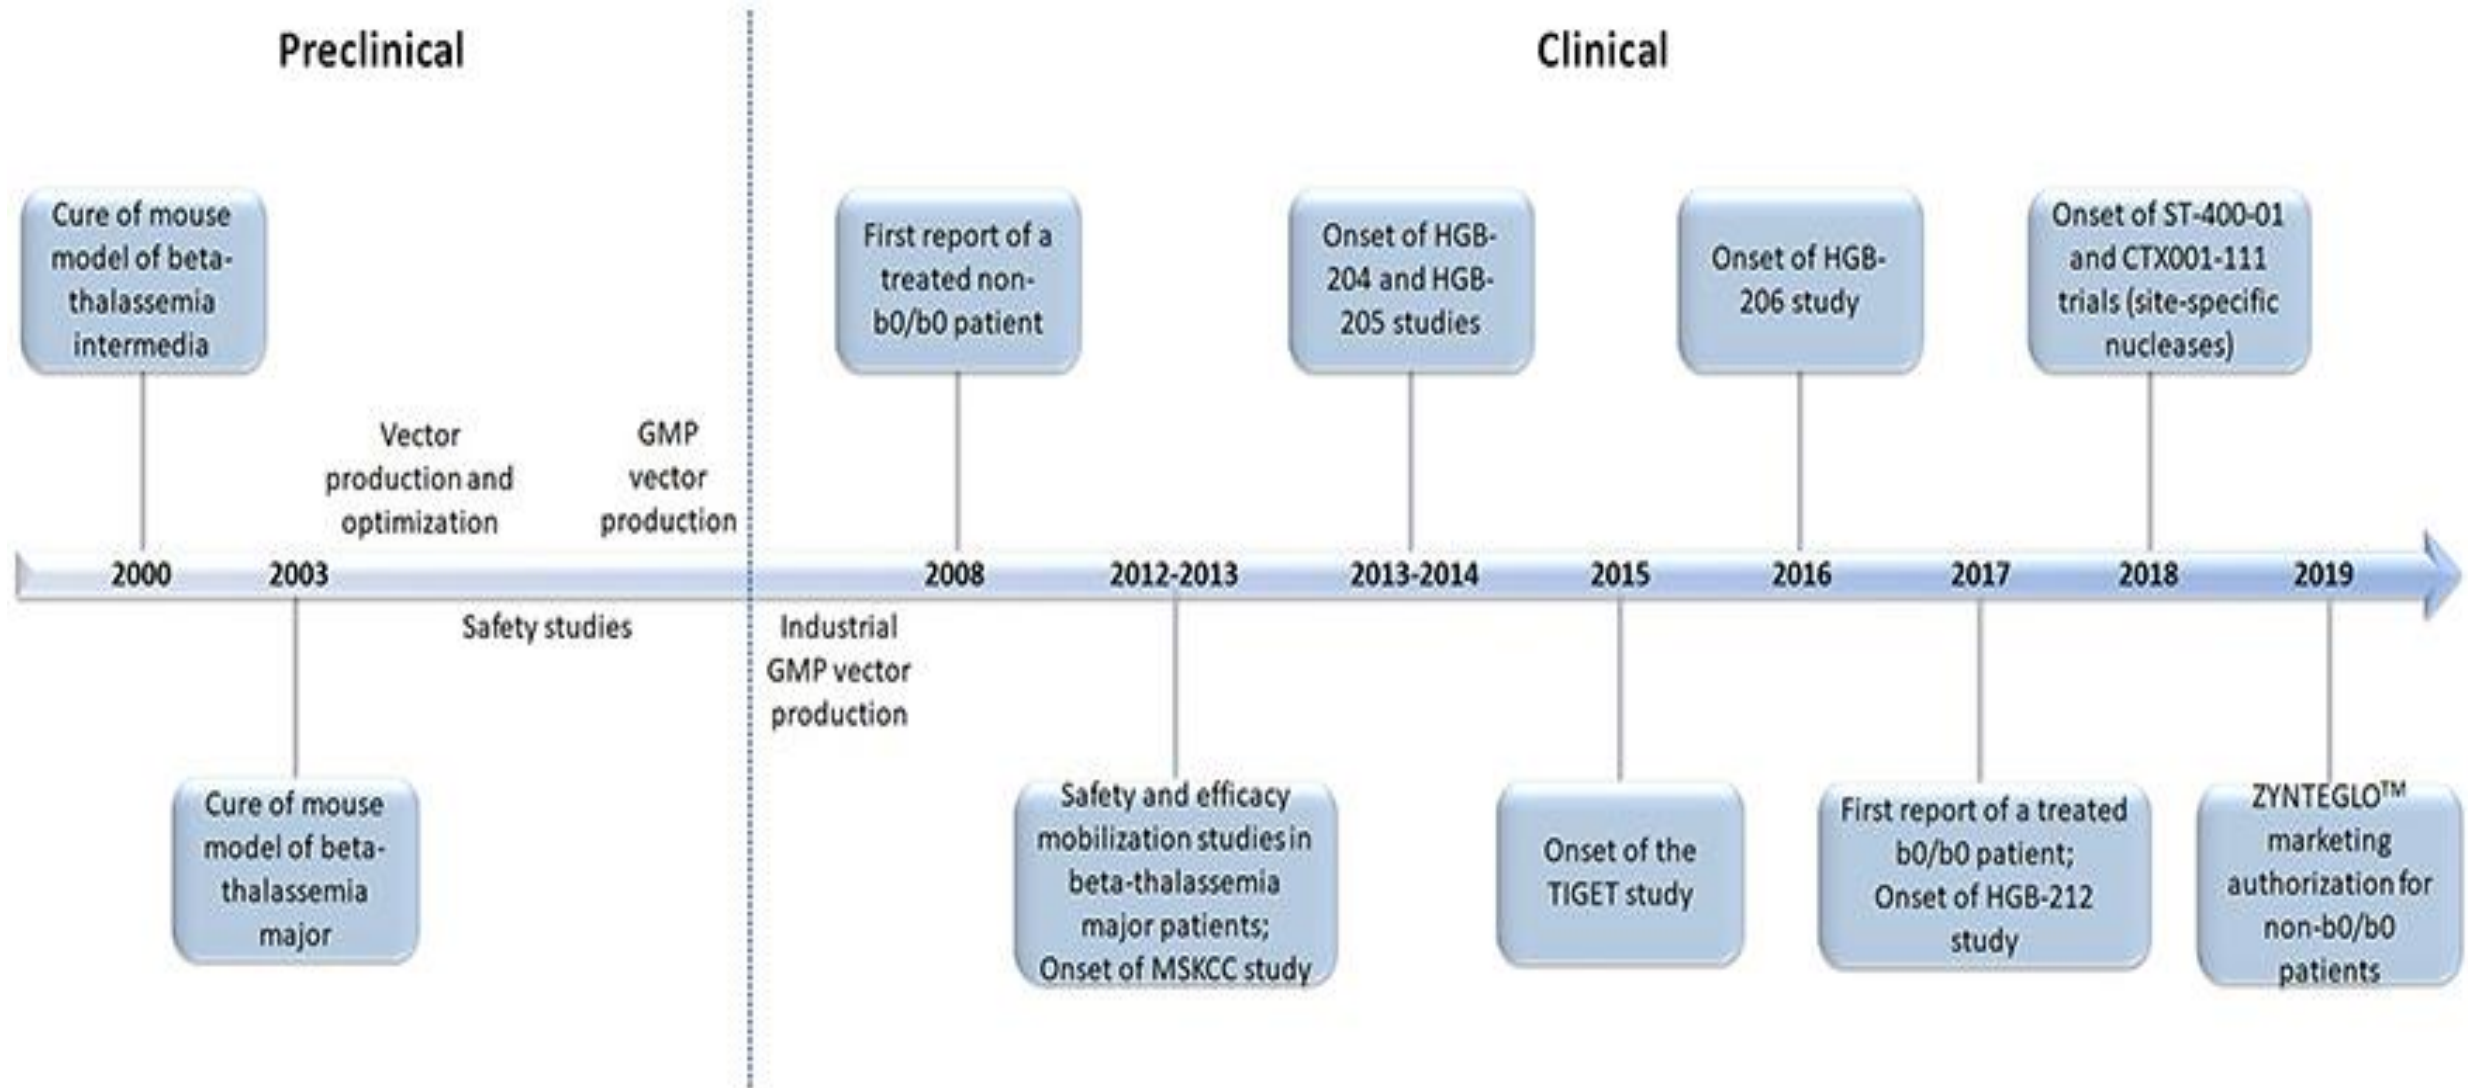 Preclinical
Clinical
Cure of mouse
model of beta-
thalassemia
intermedia
First report of a
treated non-
b0/b0 patient
Onset of HGB-
204 and HGB-
205 studies
Onset of HGB-
206 study
Onset of ST-400-01
and CTX001-111
trials (site-specific
nucleases)
Vector
production and
optimization
GMP
vector
production
2000
2003
2008
2012-2013
2013-2014
2015
2016
2017
2018
2019
Safety studies
Industrial
GMP vector
production
Cure of mouse
model of beta-
thalassemia
major
Safety and efficacy
mobilization studies in
beta-thalassemia
major patients;
Onset of MSKCC study
Onset of the
TIGET study
First report of a treated
b0/b0 patient;
Onset of HGB-212
study
ZYNTEGLO™
marketing
authorization for
non-b0/b0
patients